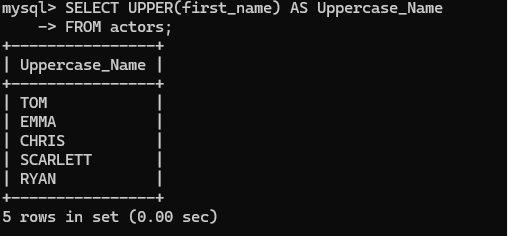 mysql> SELECT UPPER(first_name) AS Uppercase_Name
    -> FROM actors;
+----------------+
| Uppercase_Name |
+----------------+
| TOM            |
| EMMA           |
| CHRIS          |
| SCARLETT       |
| RYAN           |
+----------------+
5 rows in set (0.00 sec)